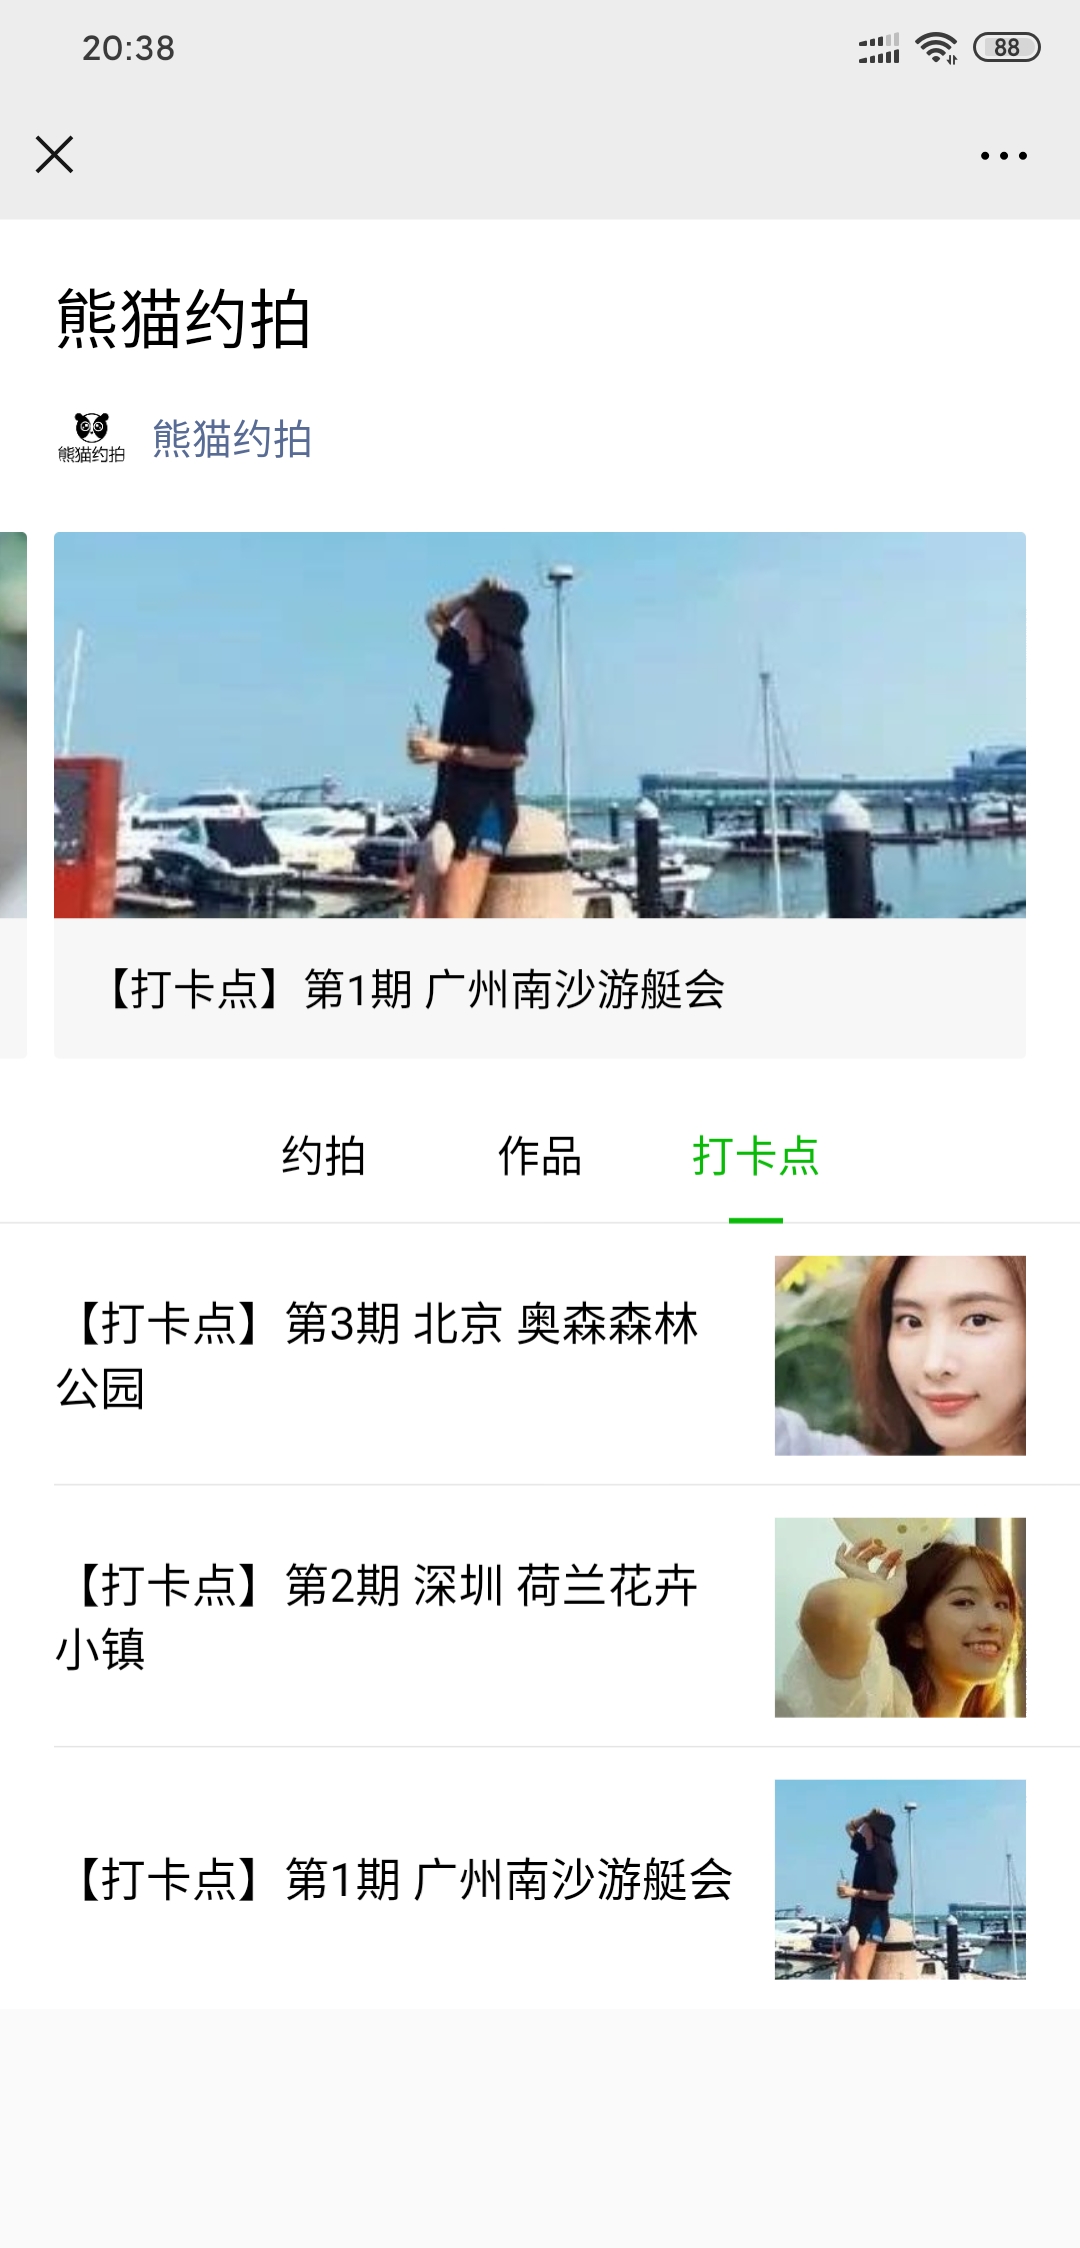 20:38
88
熊猫约拍
熊猫约拍
熊猫约拍
【打卡点】第1期 广州南沙游艇会
约拍
作品
打卡点
【打卡点】第3期 北京 奥森森林
公园
【打卡点】第2期 深圳 荷兰花卉
小镇
【打卡点】第1期 广州南沙游艇会